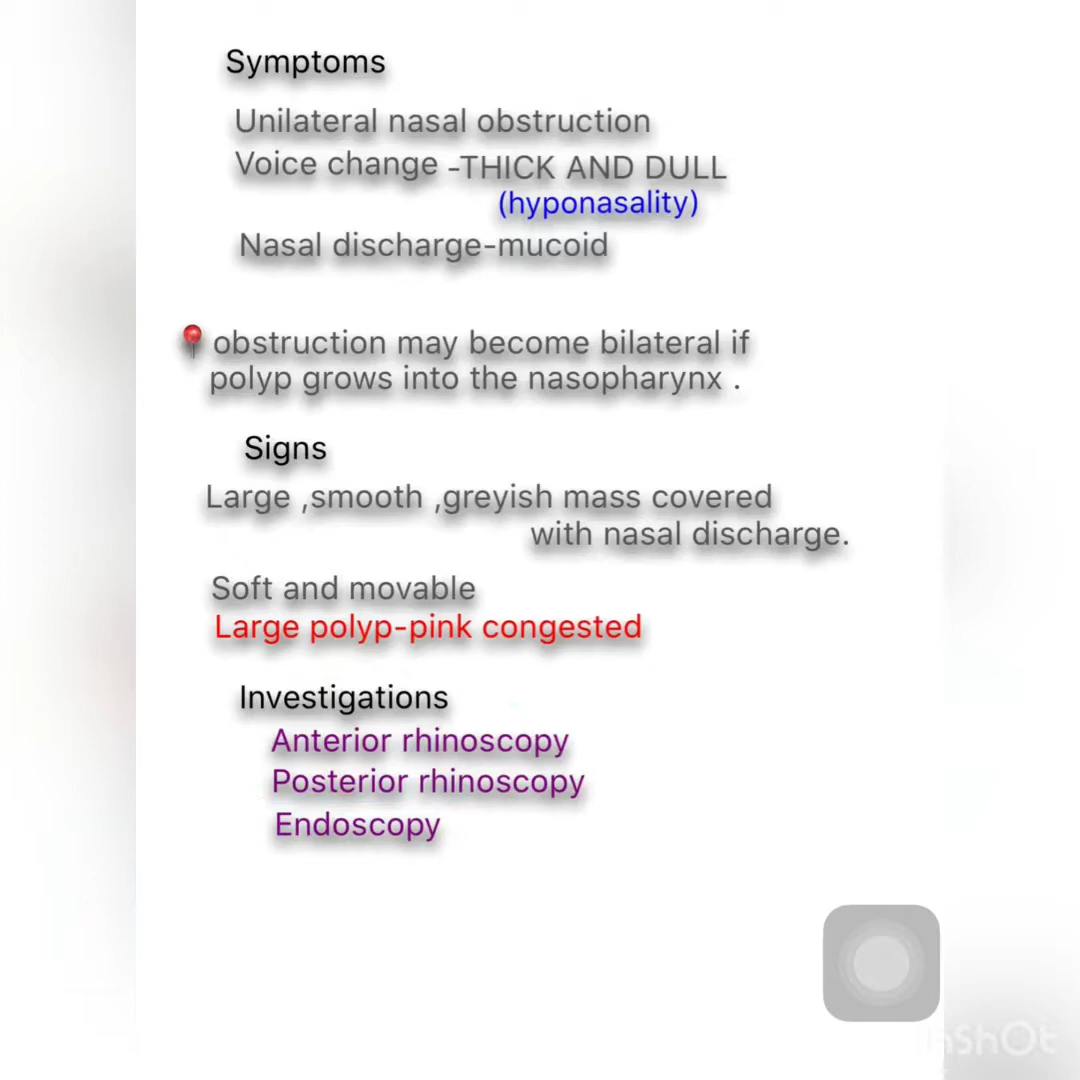 Symptoms
Unilateral nasal obstruction
Voice change -THICK AND DULL
(hyponasality)
Nasal discharge-mucoid
obstruction may become bilateral if
polyp grows into the nasopharynx .
Signs
Large ,smooth ,greyish mass covered
with nasal discharge.
Soft and movable
Large polyp-pink congested
Investigations
Anterior rhinoscopy
Posterior rhinoscopy
Endoscopy